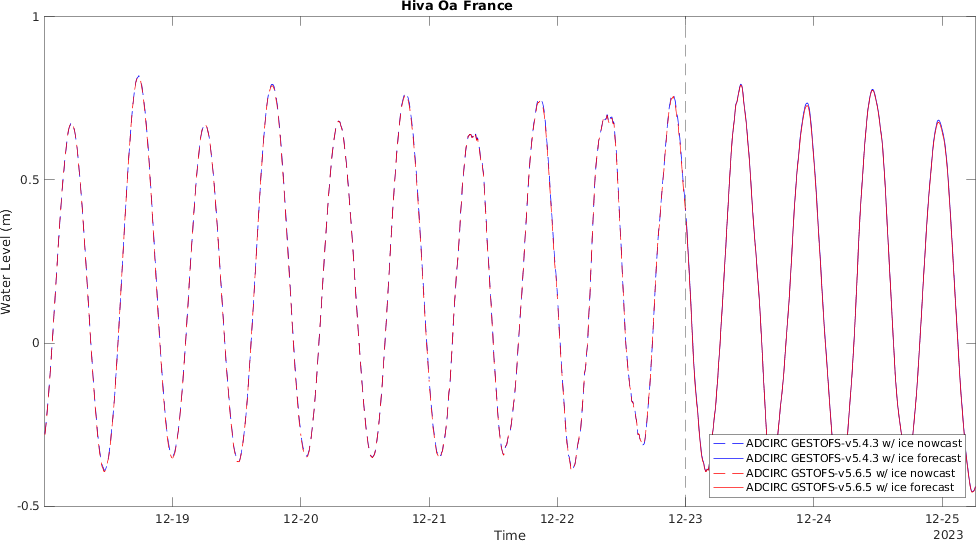 Hiva Oa France
1
0.5
0
-0.5
Water Level (m)
ADCIRC GESTOFS-v5.4.3 w/ ice nowcast
ADCIRC GESTOFS-v5.4.3 w/ ice forecast
ADCIRC GSTOFS-v5.6.5 w/ ice nowcast
ADCIRC GSTOFS-v5.6.5 w/ ice forecast
12-19 12-20 12-21 12-22 12-23 12-24 12-25
Time
2023